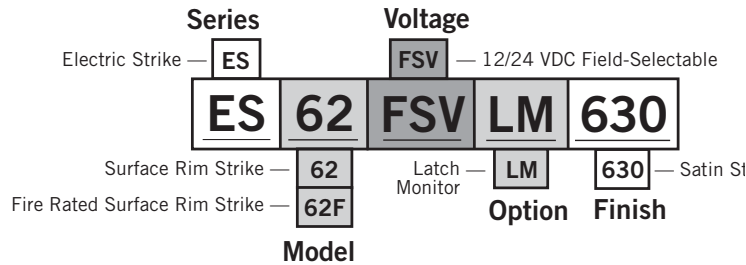 Series
Voltage
Electric Strike — ES
FSV — 12/24 VDC Field-Selectable
ES 62 FSV LM 630
Surface Rim Strike — 62
Latch Monitor — LM
630 — Satin
Fire Rated Surface Rim Strike — 62F
Option
Finish
Model